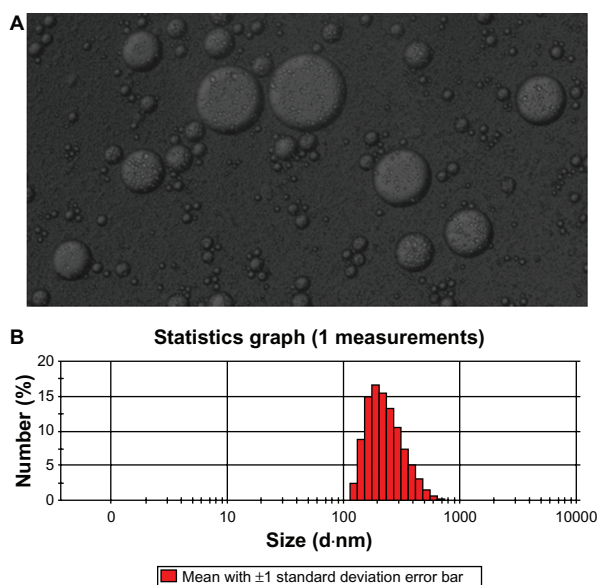 A
B
Statistics graph (1 measurements)
20
15
10
5
0
Number (%)
0 10 100 1000 10000
Size (d·nm)
Mean with ±1 standard deviation error bar